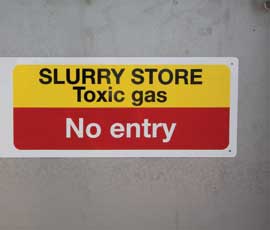 SLURRY STORE
Toxic gas
No entry